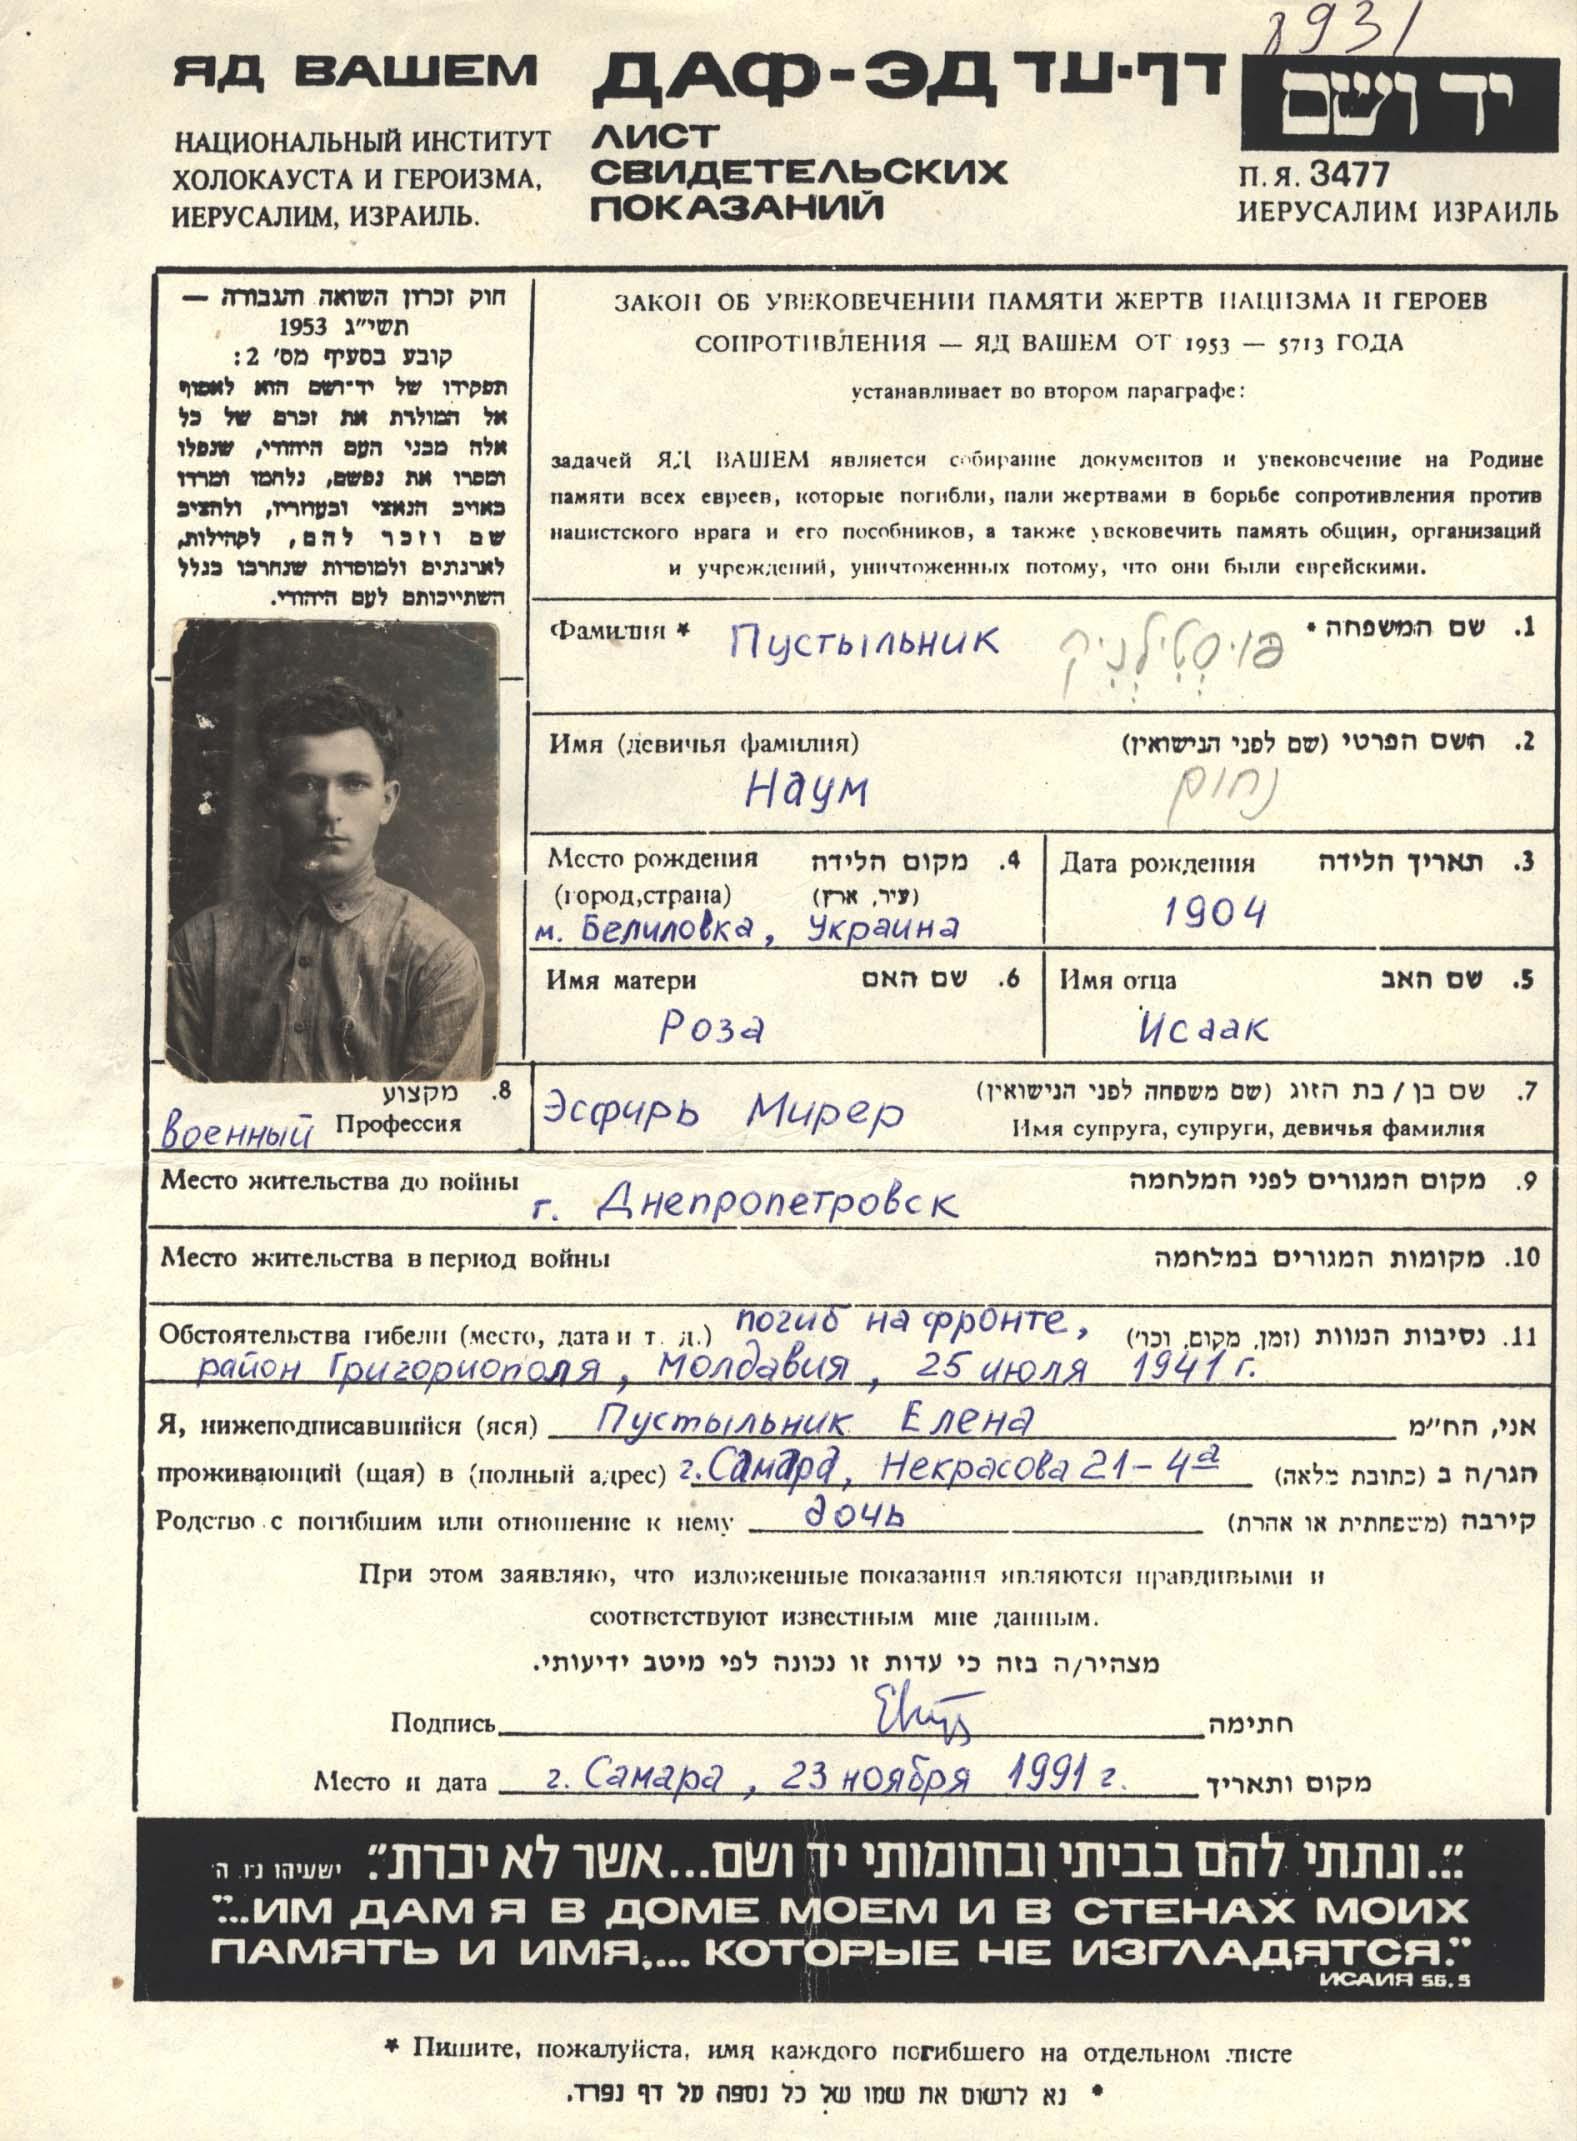 8931
ЯД ВАШЕМ
НАЦИОНАЛЬНЫЙ ИНСТИТУТ
ХОЛОКАУСТА И ГЕРОИЗМА,
ИЕРУСАЛИМ, ИЗРАИЛЬ.
ДАФ-ЭД דף-עד
ЛИСТ
СВИДЕТЕЛЬСКИХ
ПОКАЗАНИЙ
יד ושם
П.Я. 3477
ИЕРУСАЛИМ ИЗРАИЛЬ
חוק זכרון השואה והגבורה —
תשי״ג 1953
קובע בסעיף מס׳ 2:
תפקידו של יד־ושם הוא לאסוף
אל המולדת את זכרם של כל
אלה מבני העם היהודי, שנפלו
ומסרו את נפשם, נלחמו ומרדו
באויב הנאצי ובעוזריו, ולהציב
שם וזכר להם, לקהילות,
לארגונים ולמוסדות שנחרבו בגלל
השתייכותם לעם היהודי.
ЗАКОН ОБ УВЕКОВЕЧЕНИИ ПАМЯТИ ЖЕРТВ НАЦИЗМА И ГЕРОЕВ
СОПРОТИВЛЕНИЯ — ЯД ВАШЕМ ОТ 1953 — 5713 ГОДА
устанавливает во втором параграфе:
задачей ЯД ВАШЕМ является собирание документов и увековечение на Родине
памяти всех евреев, которые погибли, пали жертвами в борьбе сопротивления против
нацистского врага и его пособников, а также увековечить память общин, организаций
и учреждений, уничтоженных потому, что они были еврейскими.
Фамилия * Пустыльник פויסטילניק 1. שם המשפחה *
Имя (девичья фамилия) 2. השם הפרטי (שם לפני הנישואין)
Наум נחום
Место рождения 4. מקום הלידה
(город,страна) (עיר, ארץ)
м. Белиловка, Украина
Дата рождения 3. תאריך הלידה
1904
Имя матери 6. שם האם
Роза
Имя отца 5. שם האב
Исаак
8. מקצוע
военный Профессия
Эсфирь Мирер 7. שם בן / בת הזוג (שם משפחה לפני הנישואין)
Имя супруга, супруги, девичья фамилия
Место жительства до войны г. Днепропетровск 9. מקום המגורים לפני המלחמה
Место жительства в период войны 10. מקומות המגורים במלחמה
Обстоятельства гибели (место, дата и т. д.) погиб на фронте, 11. נסיבות המוות (זמן, מקום, וכו׳)
район Григориополя, Молдавия, 25 июля 1941 г.
Я, нижеподписавшийся (яся) Пустыльник Елена אני, הח״מ
проживающий (щая) в (полный адрес) г. Самара, Некрасова 21-4а הגר/ה ב (כתובת מלאה)
Родство с погибшим или отношение к нему дочь קירבה (משפחתית או אחרת)
При этом заявляю, что изложенные показания являются правдивыми и
соответствуют известным мне данным.
מצהיר/ה בזה כי עדות זו נכונה לפי מיטב ידיעותי.
Подпись חתימה
Место и дата г. Самара, 23 ноября 1991 г. מקום ותאריך
״...ונתתי להם בביתי ובחומותי יד ושם...אשר לא יכרת״. ישעיהו נ״ו, ה׳
"...ИМ ДАМ Я В ДОМЕ МОЕМ И В СТЕНАХ МОИХ
ПАМЯТЬ И ИМЯ,... КОТОРЫЕ НЕ ИЗГЛАДЯТСЯ."
ИСАИЯ 56.5
* Пишите, пожалуйста, имя каждого погибшего на отдельном листе
* נא לרשום את שמו של כל נספה על דף נפרד.